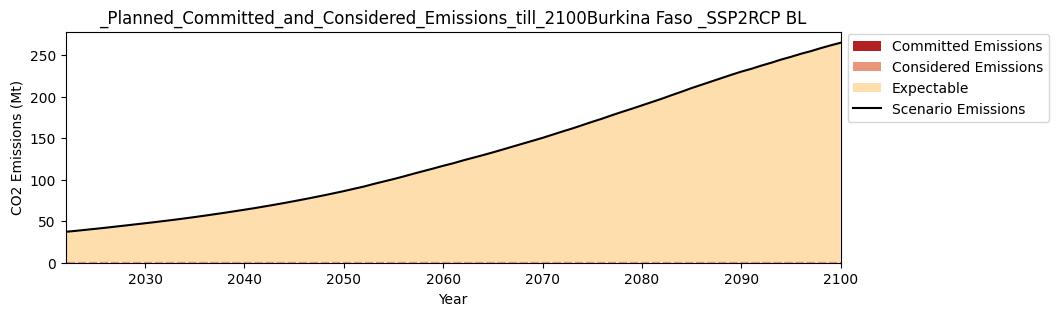 _Planned_Committed_and_Considered_Emissions_till_2100Burkina Faso _SSP2RCP BL
CO2 Emissions (Mt)
250
200
150
100
50
0
2030 2040 2050 2060 2070 2080 2090 2100
Year
Committed Emissions
Considered Emissions
Expectable
Scenario Emissions